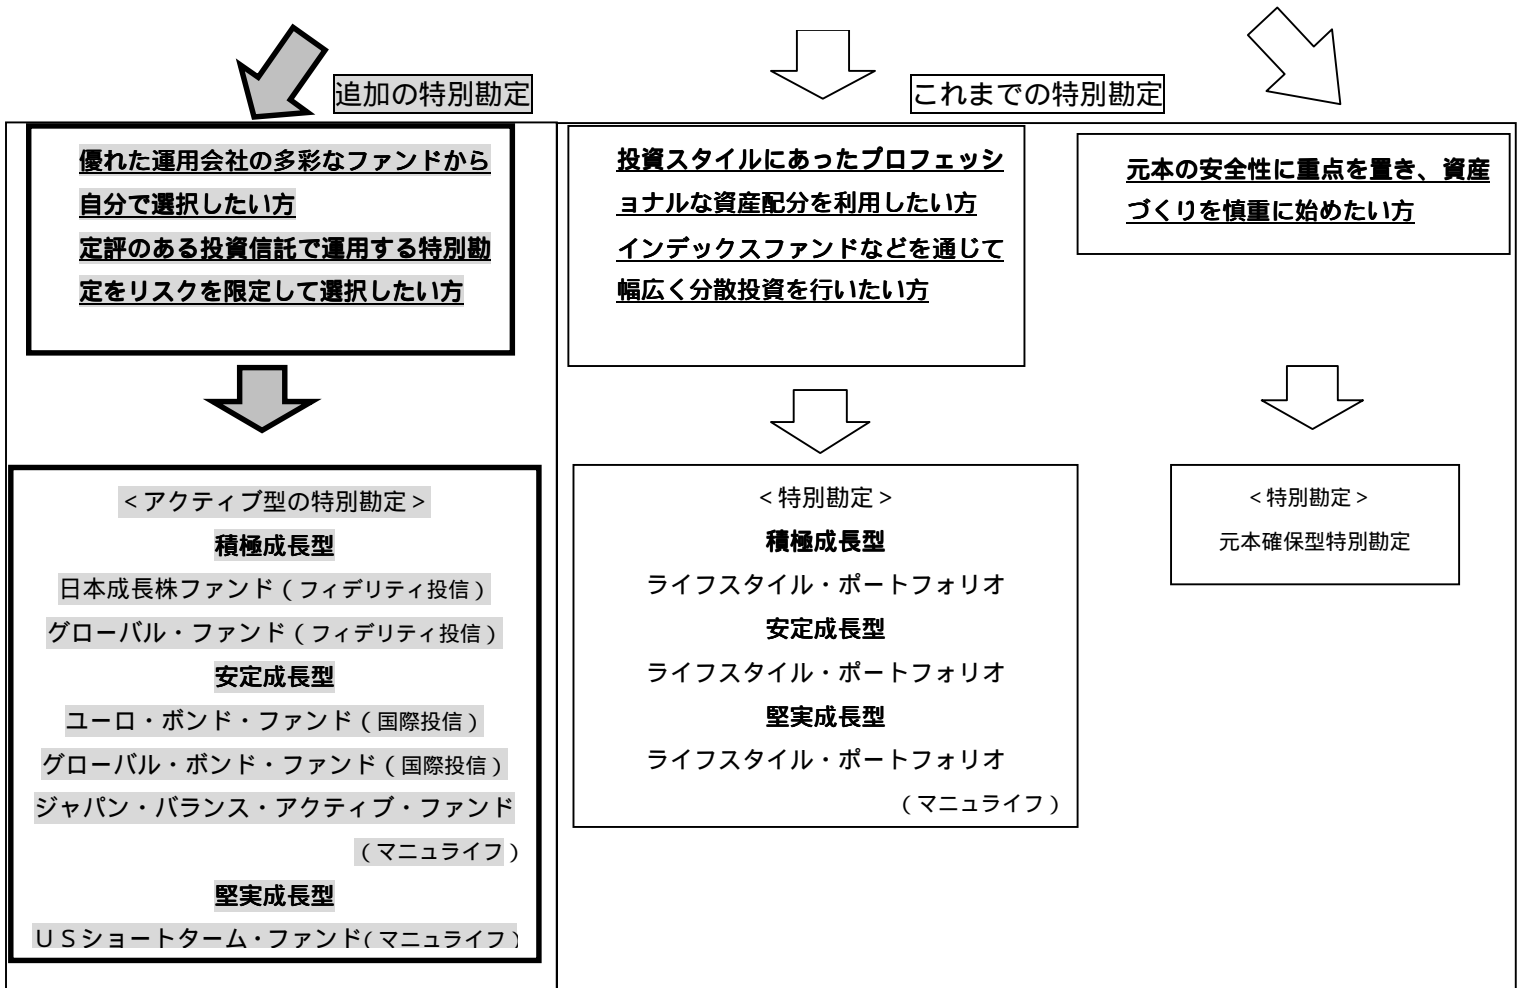 追加の特別勘定
これまでの特別勘定
優れた運用会社の多彩なファンドから
自分で選択したい方
定評のある投資信託で運用する特別勘
定をリスクを限定して選択したい方
投資スタイルにあったプロフェッシ
ョナルな資産配分を利用したい方
インデックスファンドなどを通じて
幅広く分散投資を行いたい方
元本の安全性に重点を置き、資産
づくりを慎重に始めたい方
<アクティブ型の特別勘定>
積極成長型
日本成長株ファンド(フィデリティ投信)
グローバル・ファンド(フィデリティ投信)
安定成長型
ユーロ・ボンド・ファンド(国際投信)
グローバル・ボンド・ファンド(国際投信)
ジャパン・バランス・アクティブ・ファンド
(マニュライフ)
堅実成長型
USショートターム・ファンド(マニュライフ)
<特別勘定>
積極成長型
ライフスタイル・ポートフォリオ
安定成長型
ライフスタイル・ポートフォリオ
堅実成長型
ライフスタイル・ポートフォリオ
(マニュライフ)
<特別勘定>
元本確保型特別勘定